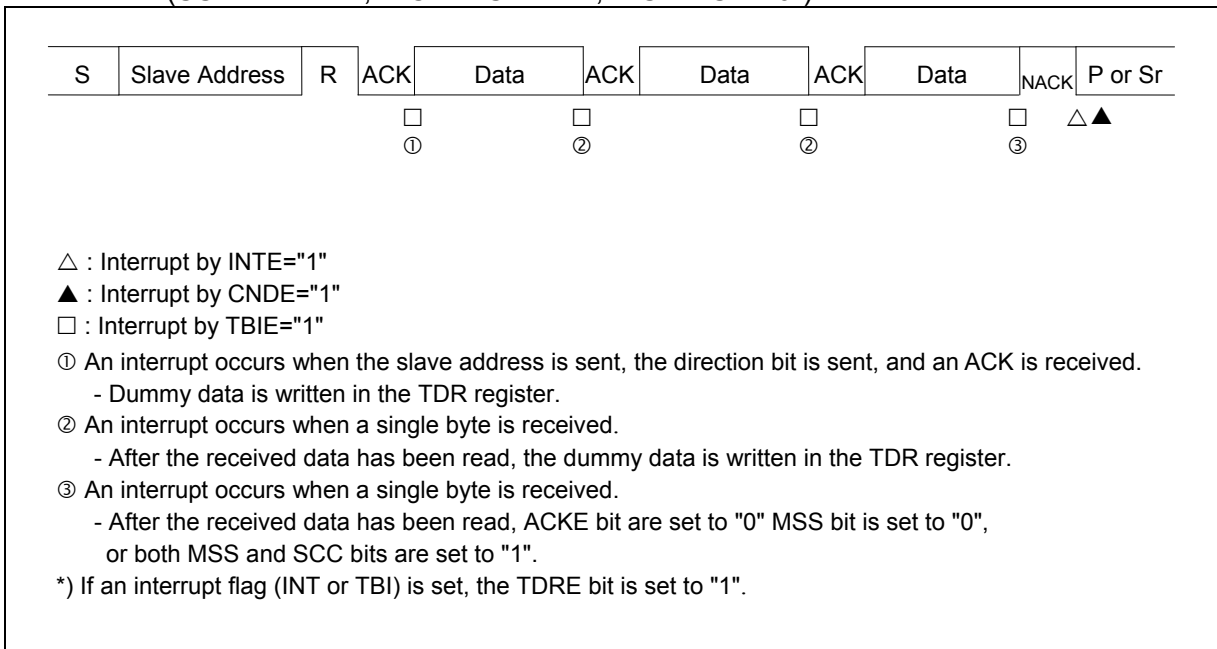 S Slave Address R ACK Data ACK Data ACK Data NACK P or Sr
□ □ □ □ △▲
① ② ② ③
△ : Interrupt by INTE="1"
▲ : Interrupt by CNDE="1"
□ : Interrupt by TBIE="1"
① An interrupt occurs when the slave address is sent, the direction bit is sent, and an ACK is received.
- Dummy data is written in the TDR register.
② An interrupt occurs when a single byte is received.
- After the received data has been read, the dummy data is written in the TDR register.
③ An interrupt occurs when a single byte is received.
- After the received data has been read, ACKE bit are set to "0" MSS bit is set to "0",
or both MSS and SCC bits are set to "1".
*) If an interrupt flag (INT or TBI) is set, the TDRE bit is set to "1".